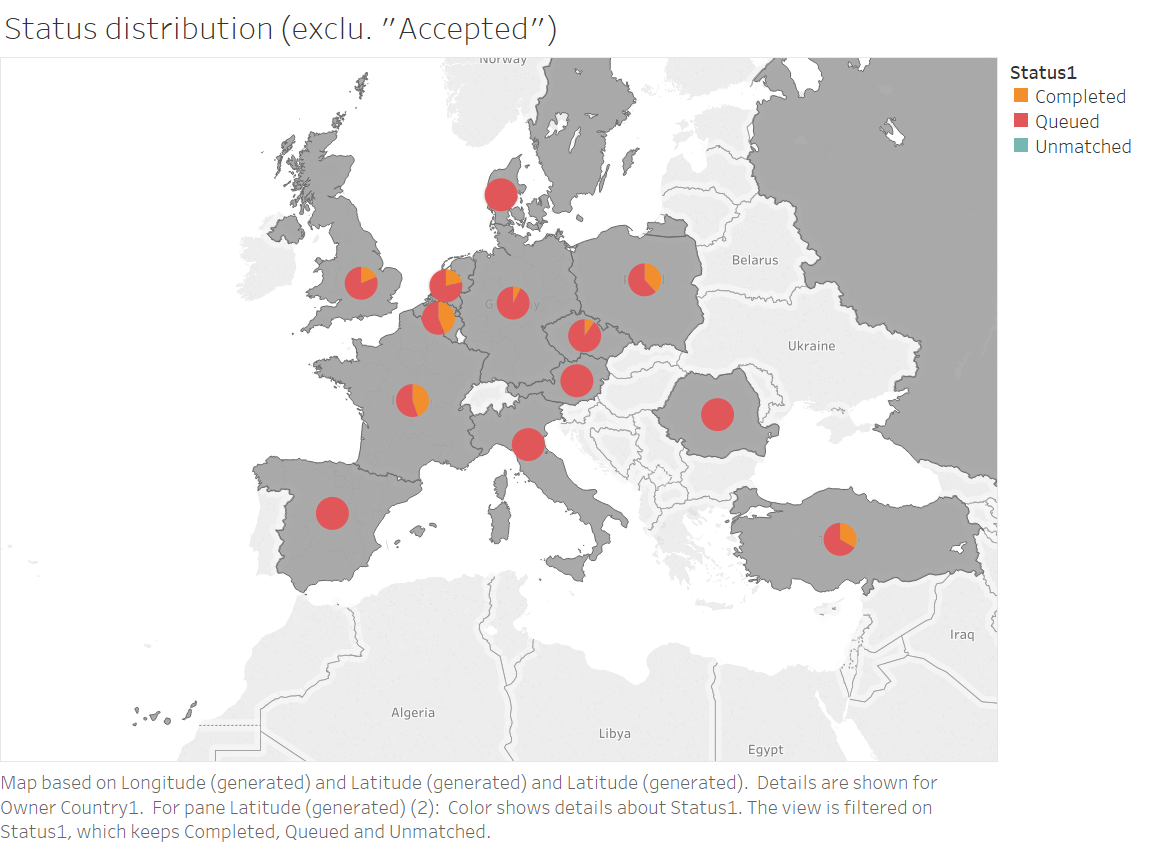 Status distribution (exclu. "Accepted")
Norway
Status1
Completed
Queued
Unmatched
Belarus
Ukraine
Iraq
Algeria
Libya
Egypt
Map based on Longitude (generated) and Latitude (generated) and Latitude (generated).  Details are shown for
Owner Country1.  For pane Latitude (generated) (2):  Color shows details about Status1. The view is filtered on
Status1, which keeps Completed, Queued and Unmatched.